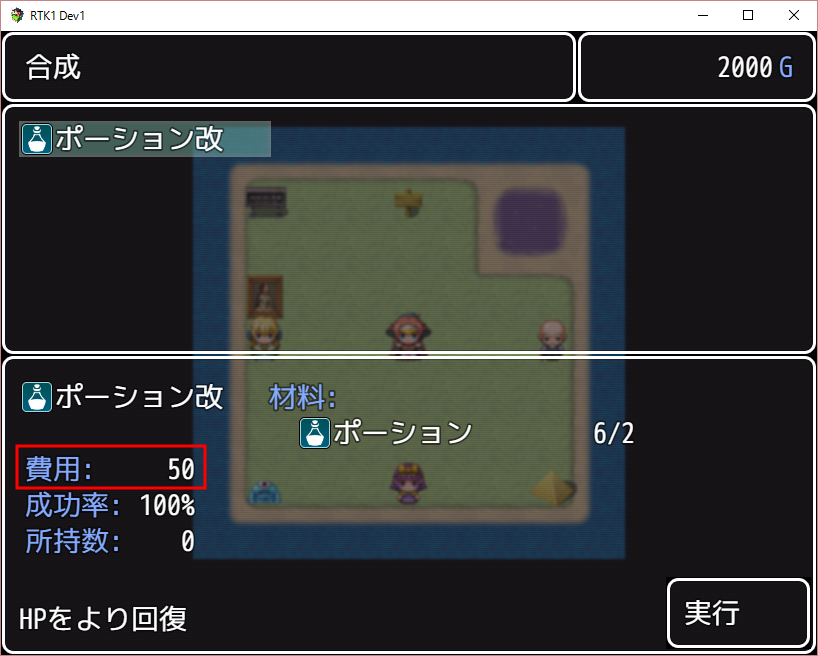 RTK1 Dev1
合成
2000 G
ポーション改
ポーション改
材料:
ポーション 6/2
費用: 50
成功率: 100%
所持数: 0
HPをより回復
実行